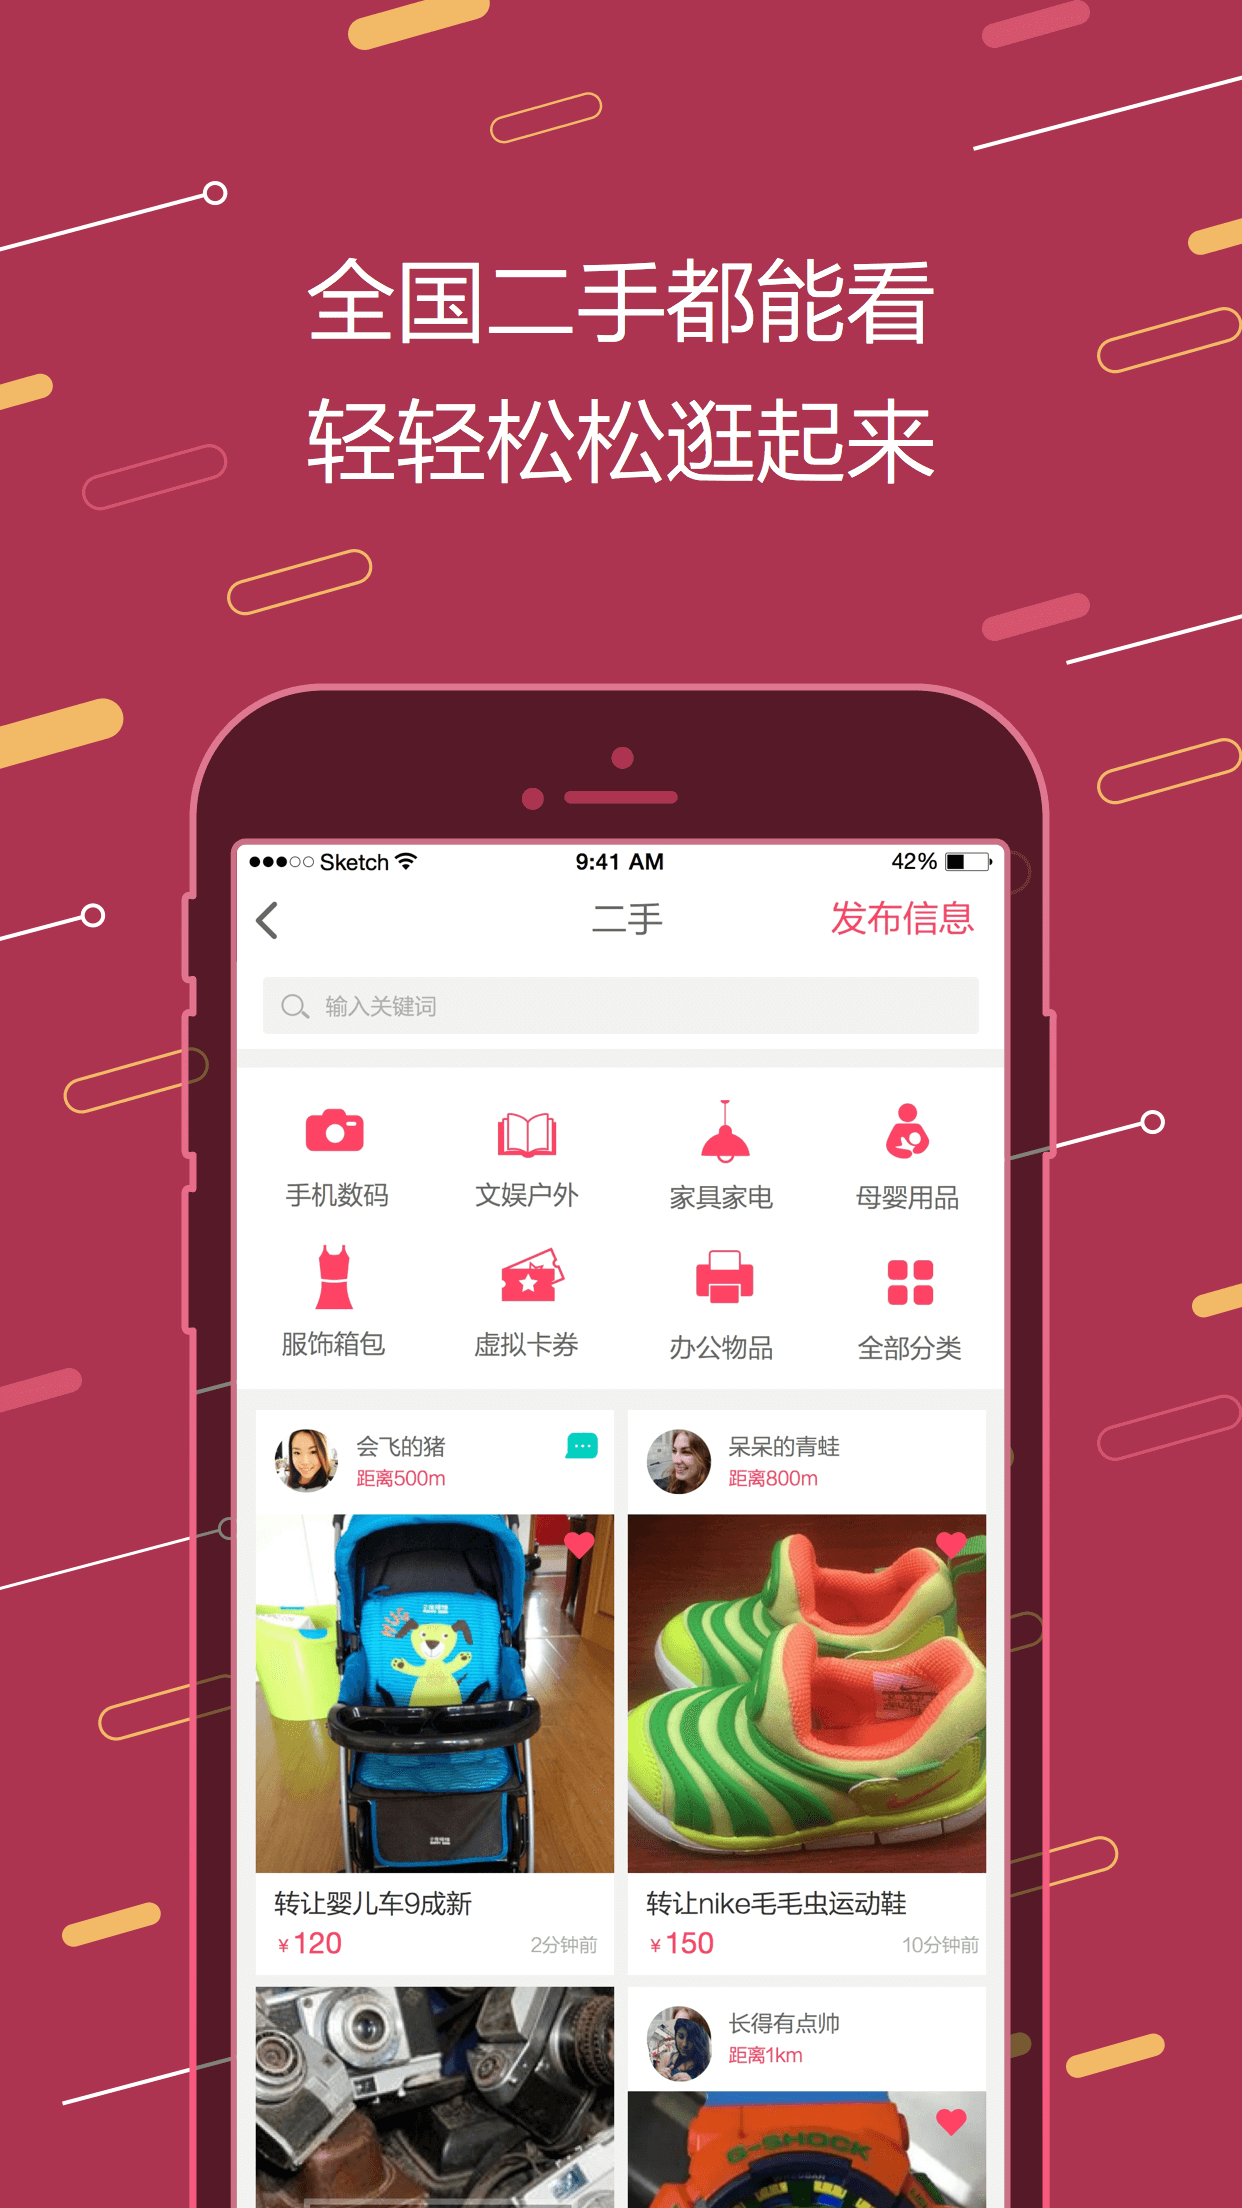 全国二手都能看
轻轻松松逛起来
Sketch 9:41 AM 42%
二手 发布信息
输入关键词
手机数码 文娱户外 家具家电 母婴用品
服饰箱包 虚拟卡券 办公物品 全部分类
会飞的猪
距离500m
呆呆的青蛙
距离800m
转让婴儿车9成新
¥120 2分钟前
转让nike毛毛虫运动鞋
¥150 10分钟前
长得有点帅
距离1km
G-SHOCK